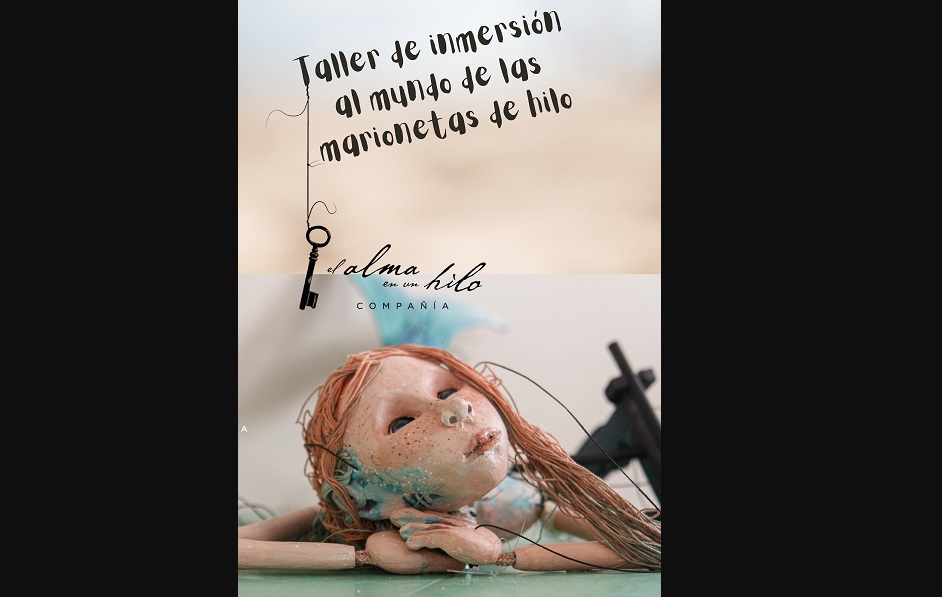 Taller de inmersión
al mundo de las
marionetas de hilo
el alma
en un hilo
COMPAÑÍA
A